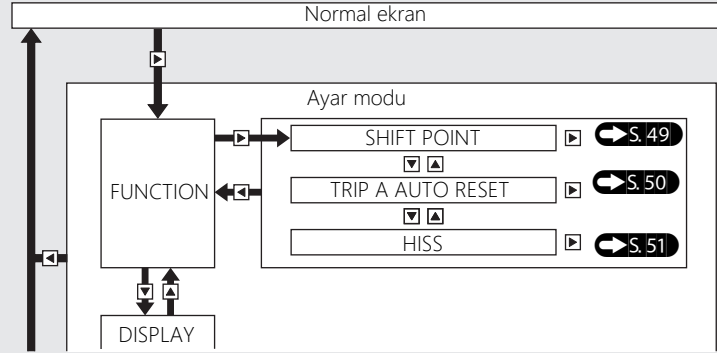 Normal ekran
Ayar modu
FUNCTION
SHIFT POINT
S. 49
TRIP A AUTO RESET
S. 50
HISS
S. 51
DISPLAY